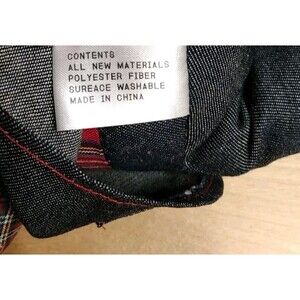 CONTENTS
ALL NEW MATERIALS
POLYESTER FIBER
SUREACE WASHABLE
MADE IN CHINA